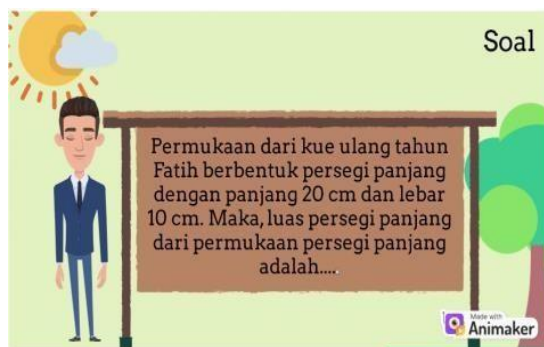 Soal
Permukaan dari kue ulang tahun
Fatih berbentuk persegi panjang
dengan panjang 20 cm dan lebar
10 cm. Maka, luas persegi panjang
dari permukaan persegi panjang
adalah....
Made with
Animaker